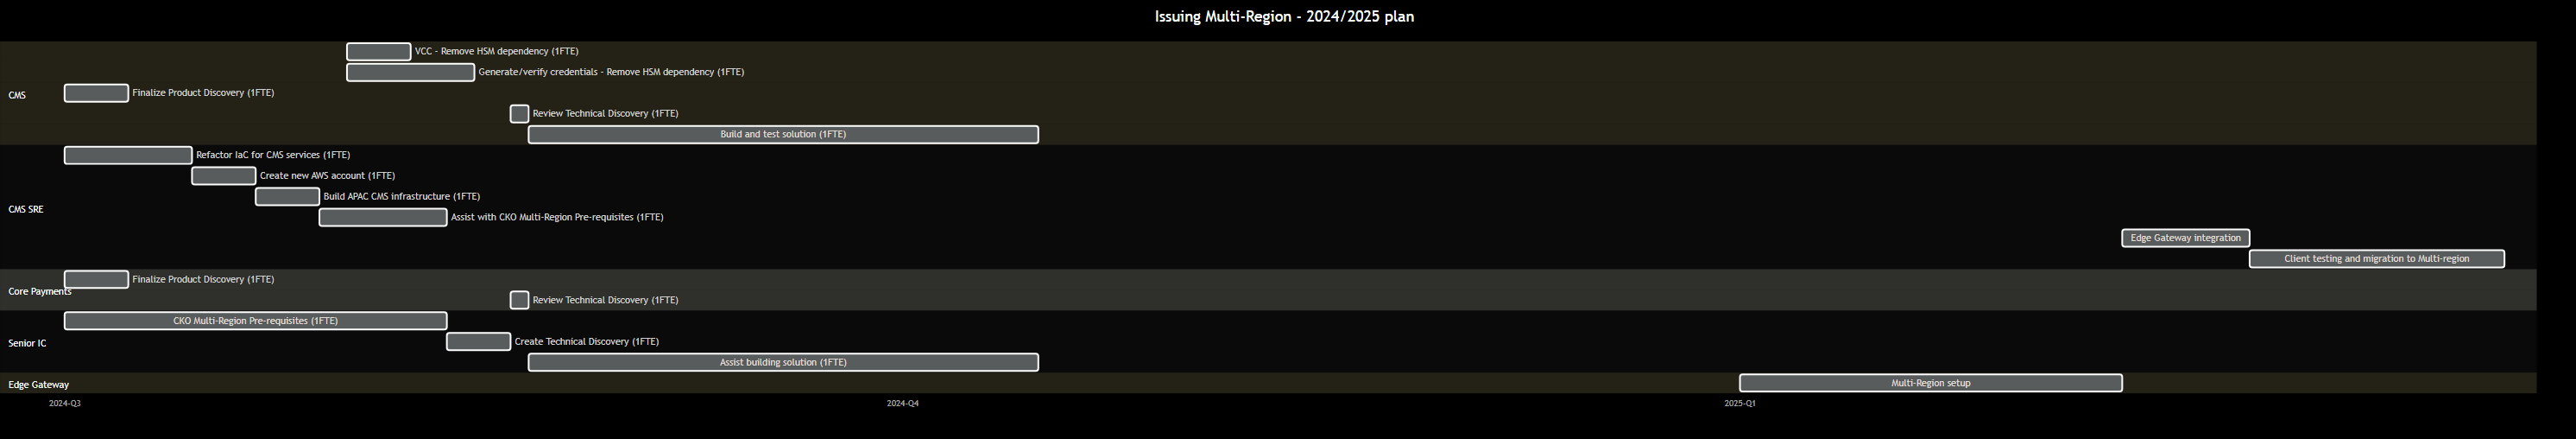 Issuing Multi-Region - 2024/2025 plan
VCC - Remove HSM dependency (1FTE)
Generate/verify credentials - Remove HSM dependency (1FTE)
CMS
Finalize Product Discovery (1FTE)
Review Technical Discovery (1FTE)
Build and test solution (1FTE)
Refactor IaC for CMS services (1FTE)
Create new AWS account (1FTE)
Build APAC CMS infrastructure (1FTE)
CMS SRE
Assist with CKO Multi-Region Pre-requisites (1FTE)
Edge Gateway integration
Client testing and migration to Multi-region
Finalize Product Discovery (1FTE)
Core Payments
Review Technical Discovery (1FTE)
CKO Multi-Region Pre-requisites (1FTE)
Senior IC
Create Technical Discovery (1FTE)
Assist building solution (1FTE)
Edge Gateway
Multi-Region setup
2024-Q3
2024-Q4
2025-Q1